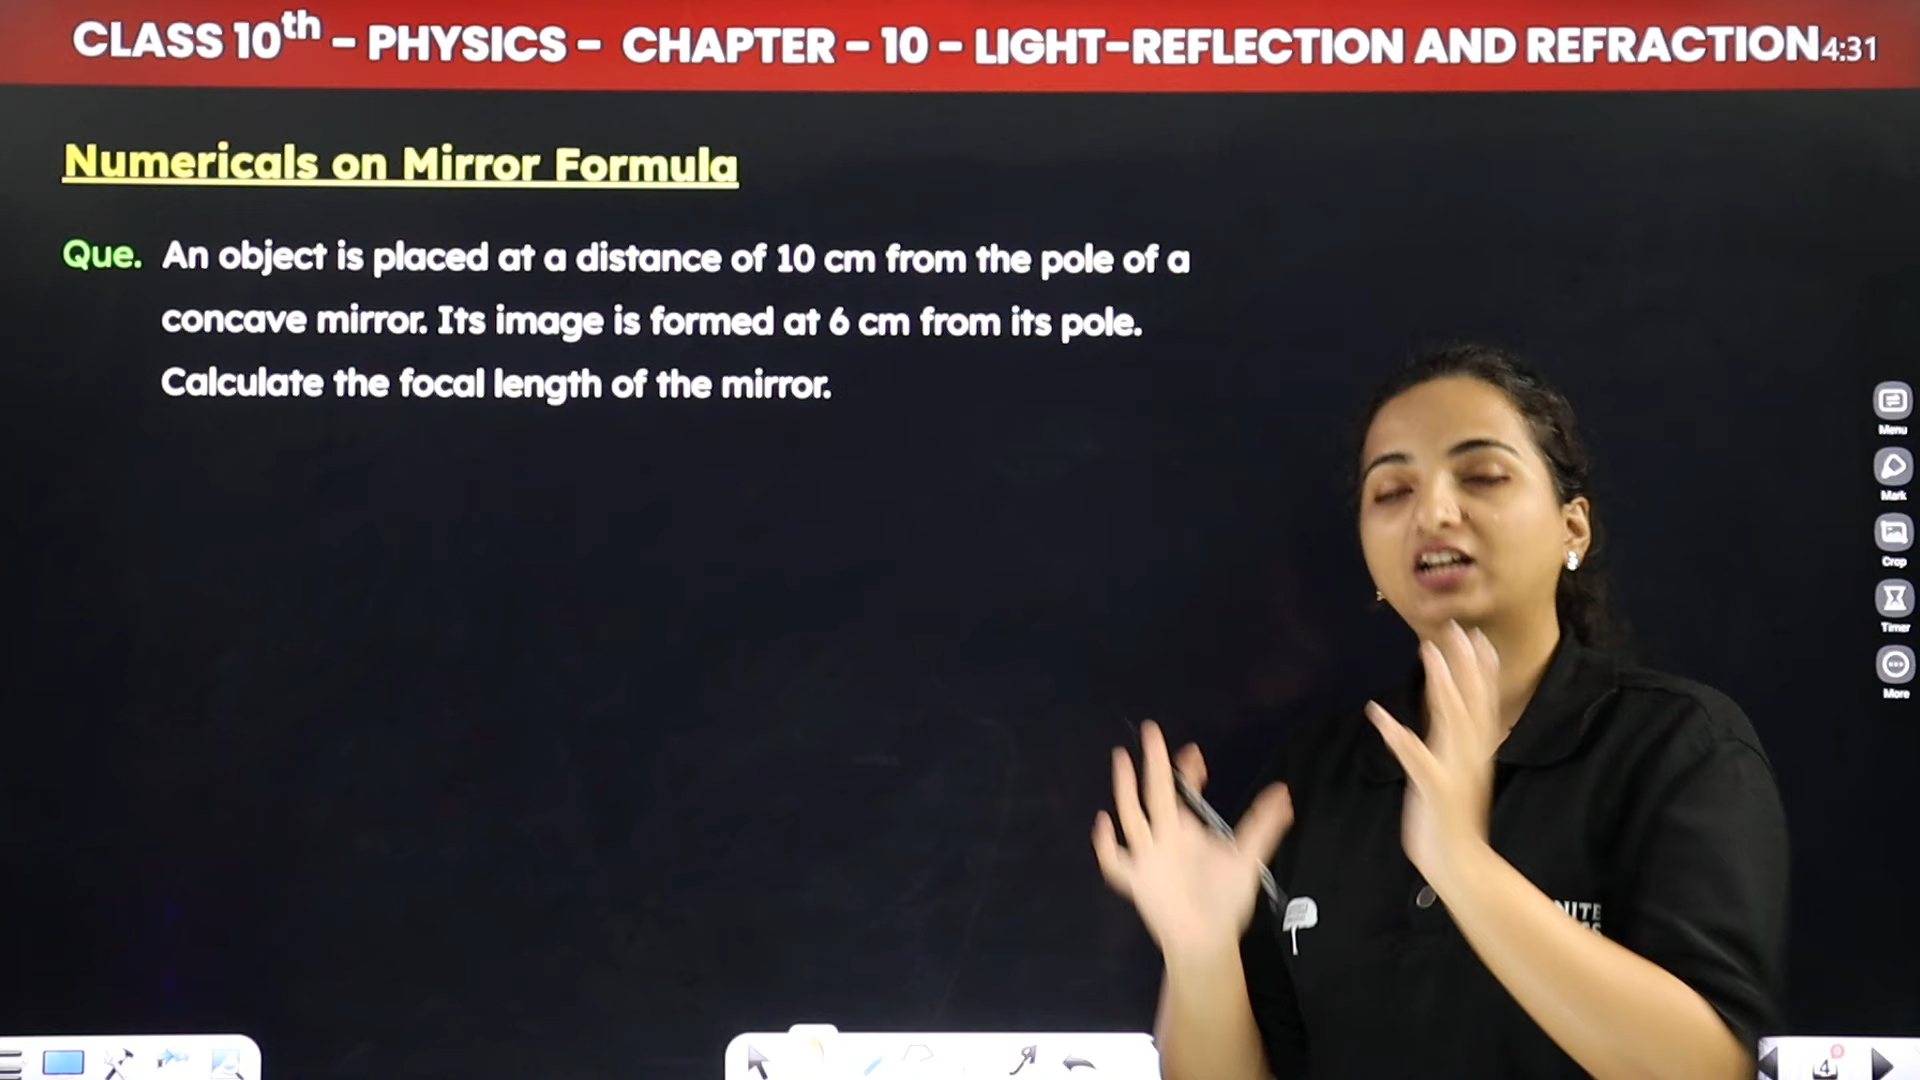 CLASS 10th - PHYSICS - CHAPTER - 10 - LIGHT-REFLECTION AND REFRACTION
4:31
Numericals on Mirror Formula
Que. An object is placed at a distance of 10 cm from the pole of a
concave mirror. Its image is formed at 6 cm from its pole.
Calculate the focal length of the mirror.
Menu
Mark
Crop
Timer
More
4